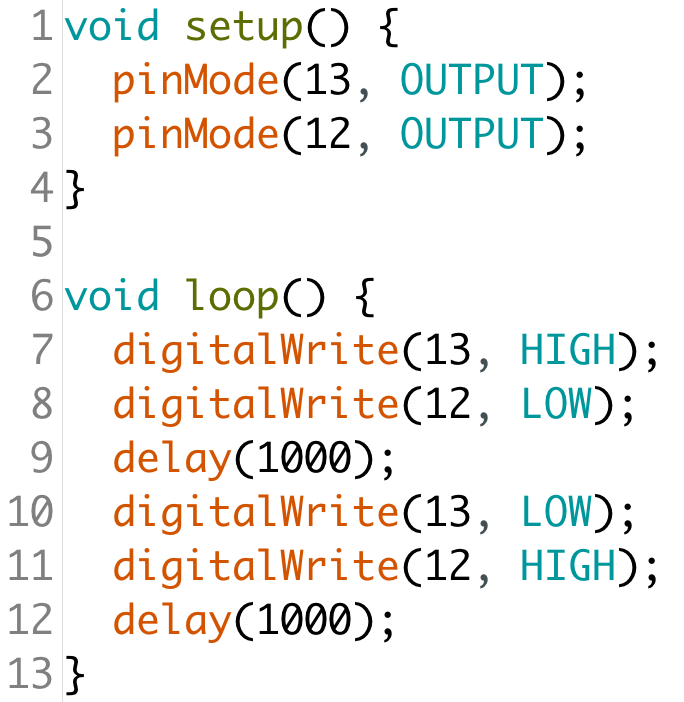 1 void setup() {
2   pinMode(13, OUTPUT);
3   pinMode(12, OUTPUT);
4 }
5
6 void loop() {
7   digitalWrite(13, HIGH);
8   digitalWrite(12, LOW);
9   delay(1000);
10   digitalWrite(13, LOW);
11   digitalWrite(12, HIGH);
12   delay(1000);
13 }